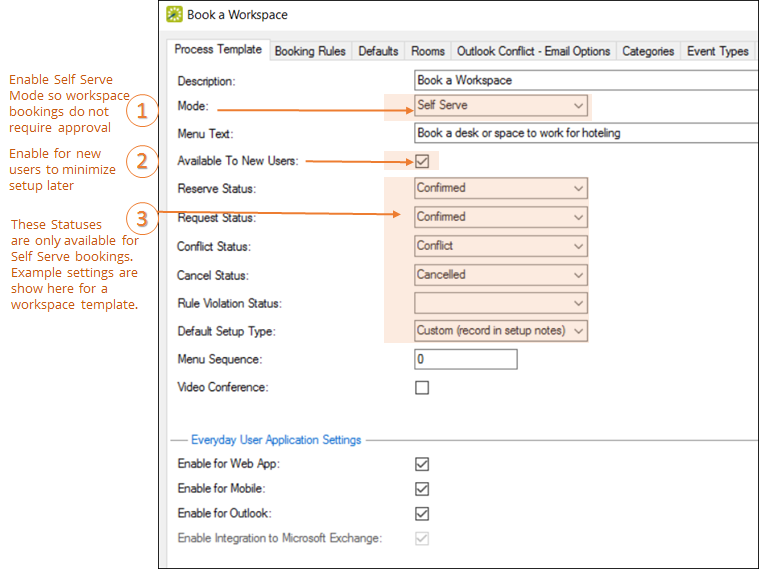 Book a Workspace
Process Template Booking Rules Defaults Rooms Outlook Conflict - Email Options Categories Event Types
Enable Self Serve
Mode so workspace
bookings do not
require approval
1
Enable for new
users to minimize
setup later
2
These Statuses
are only available for
Self Serve bookings.
Example settings are
show here for a
workspace template.
3
Description: Book a Workspace
Mode: Self Serve
Menu Text: Book a desk or space to work for hoteling
Available To New Users:
Reserve Status: Confirmed
Request Status: Confirmed
Conflict Status: Conflict
Cancel Status: Cancelled
Rule Violation Status:
Default Setup Type: Custom (record in setup notes)
Menu Sequence: 0
Video Conference:
Everyday User Application Settings
Enable for Web App:
Enable for Mobile:
Enable for Outlook:
Enable Integration to Microsoft Exchange: